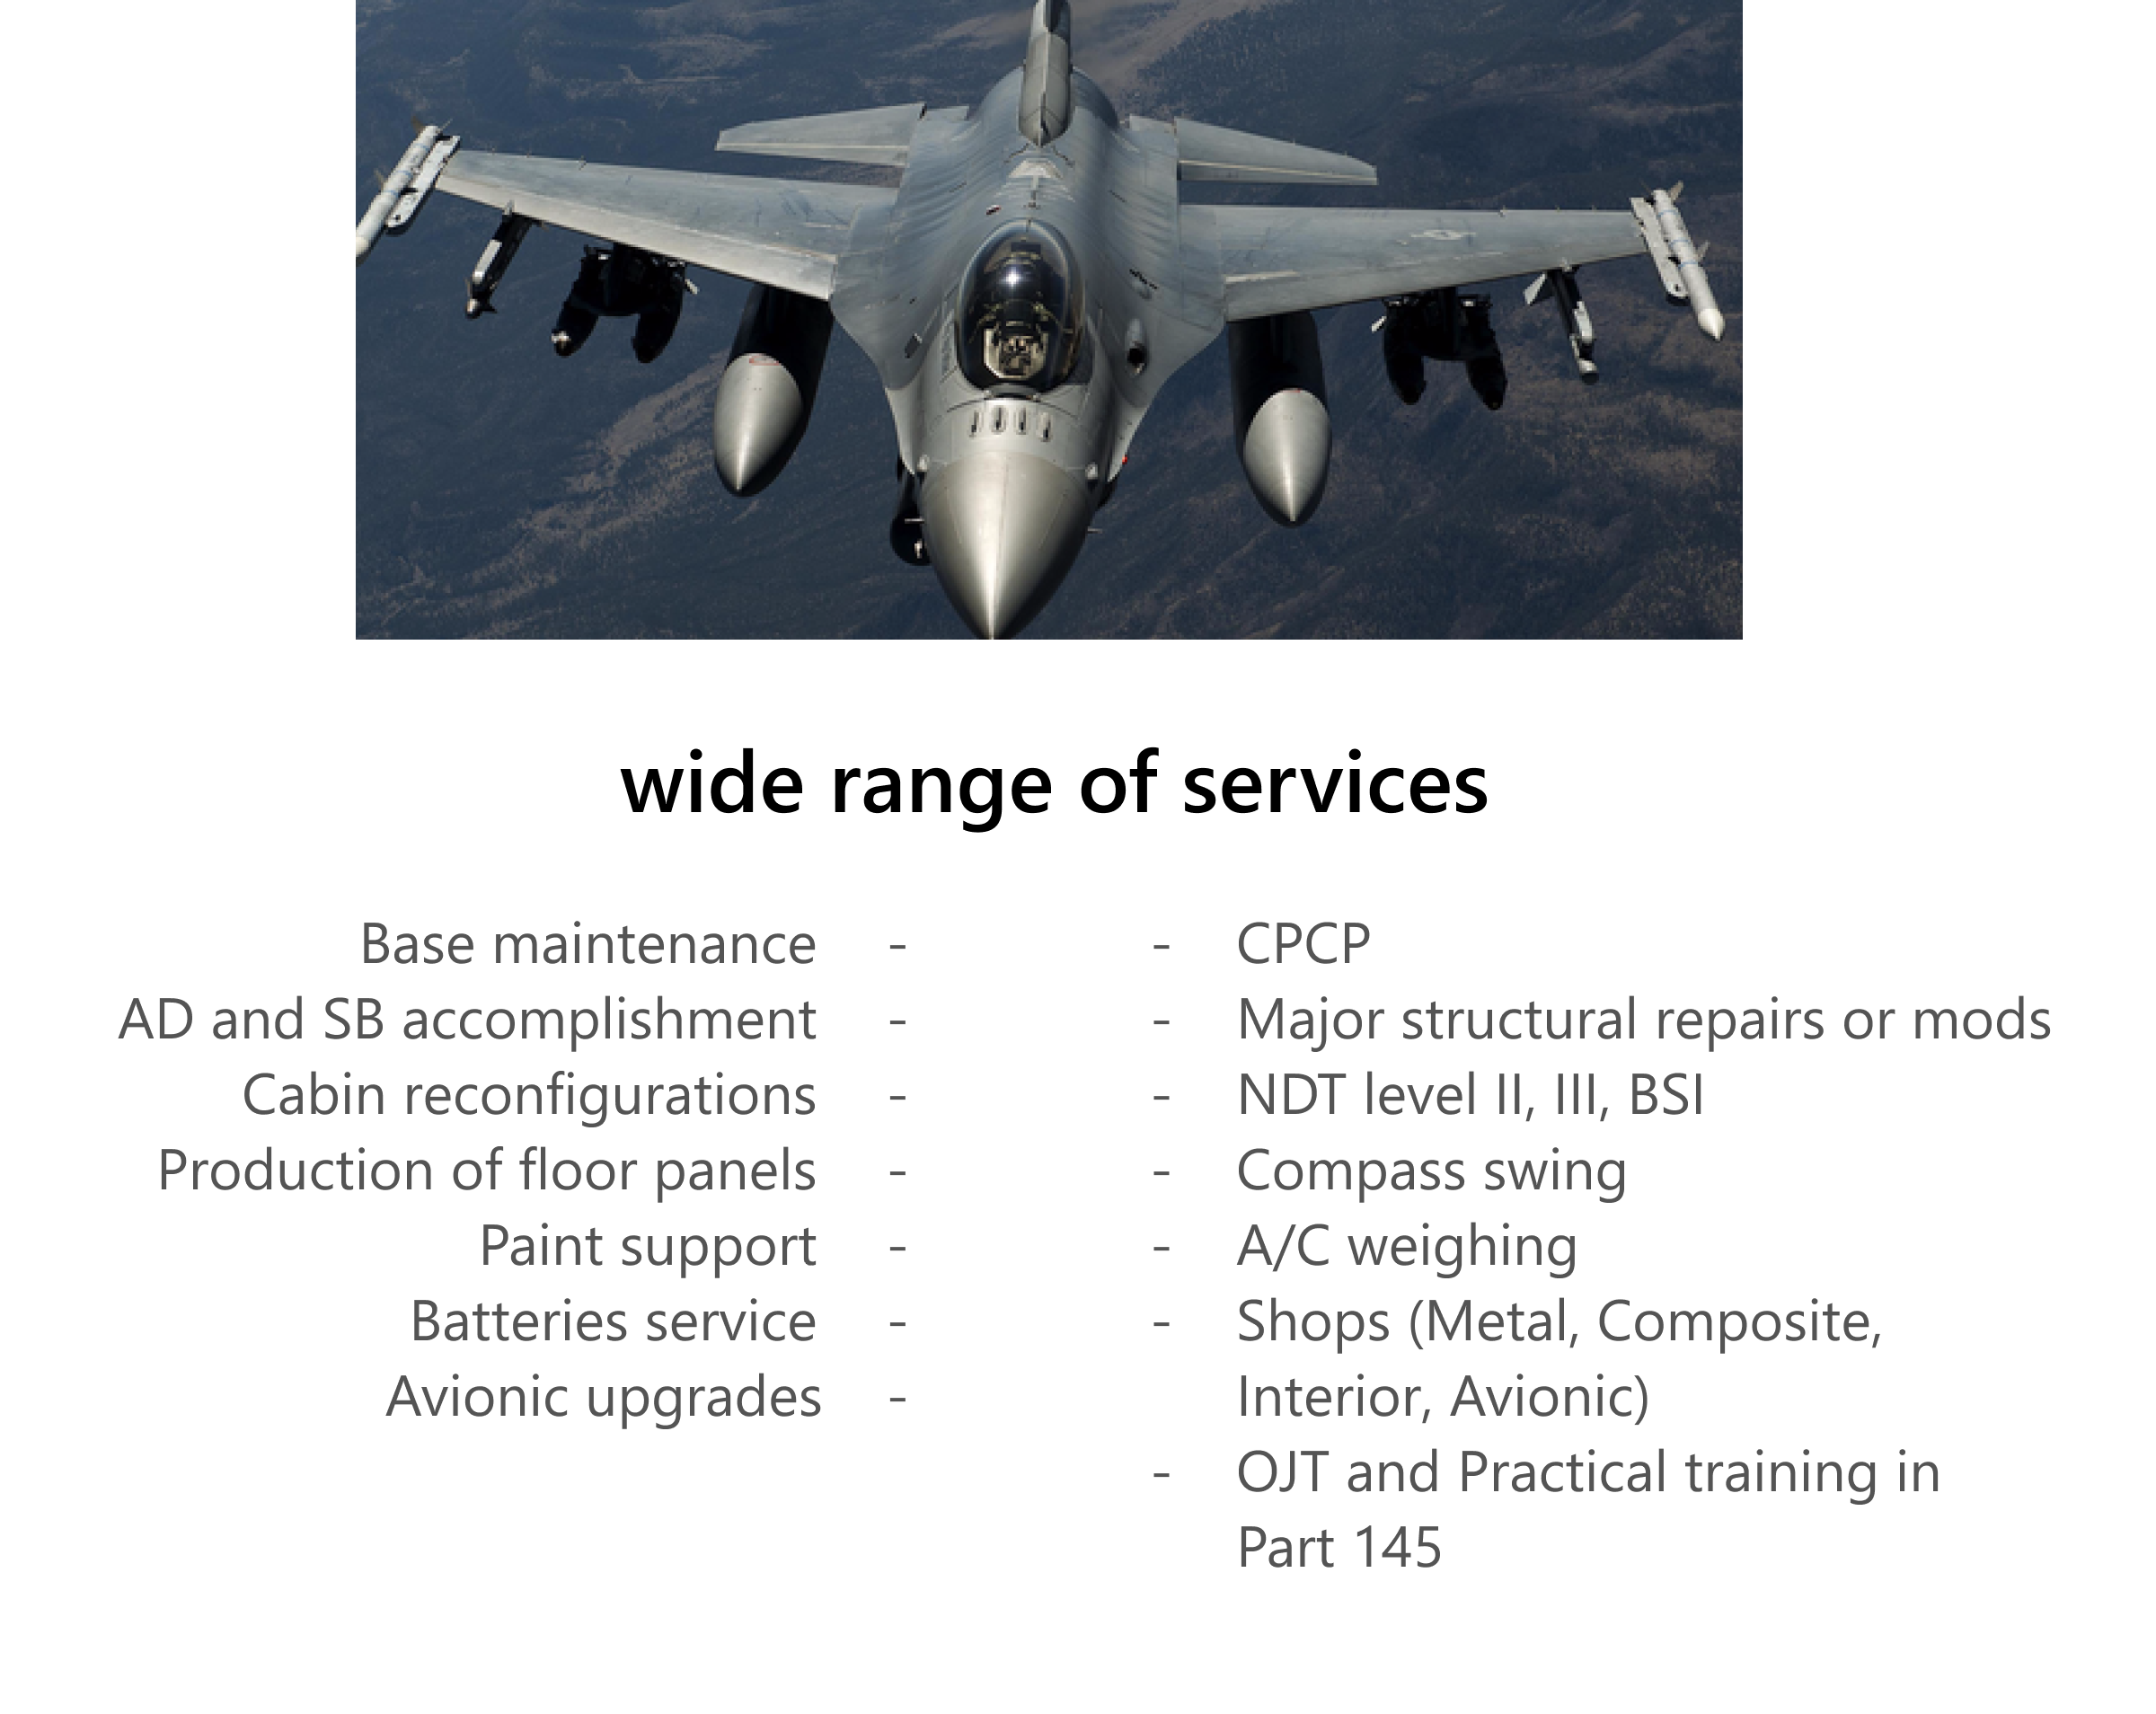 wide range of services
Base maintenance -
AD and SB accomplishment -
Cabin reconfigurations -
Production of floor panels -
Paint support -
Batteries service -
Avionic upgrades -
- CPCP
- Major structural repairs or mods
- NDT level II, III, BSI
- Compass swing
- A/C weighing
- Shops (Metal, Composite,
Interior, Avionic)
- OJT and Practical training in
Part 145